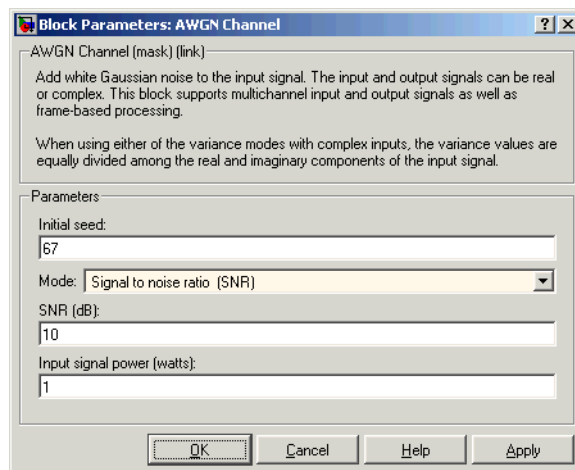 Block Parameters: AWGN Channel
AWGN Channel (mask) (link)
Add white Gaussian noise to the input signal. The input and output signals can be real
or complex. This block supports multichannel input and output signals as well as
frame-based processing.
When using either of the variance modes with complex inputs, the variance values are
equally divided among the real and imaginary components of the input signal.
Parameters
Initial seed:
67
Mode: Signal to noise ratio (SNR)
SNR (dB):
10
Input signal power (watts):
1
OK Cancel Help Apply